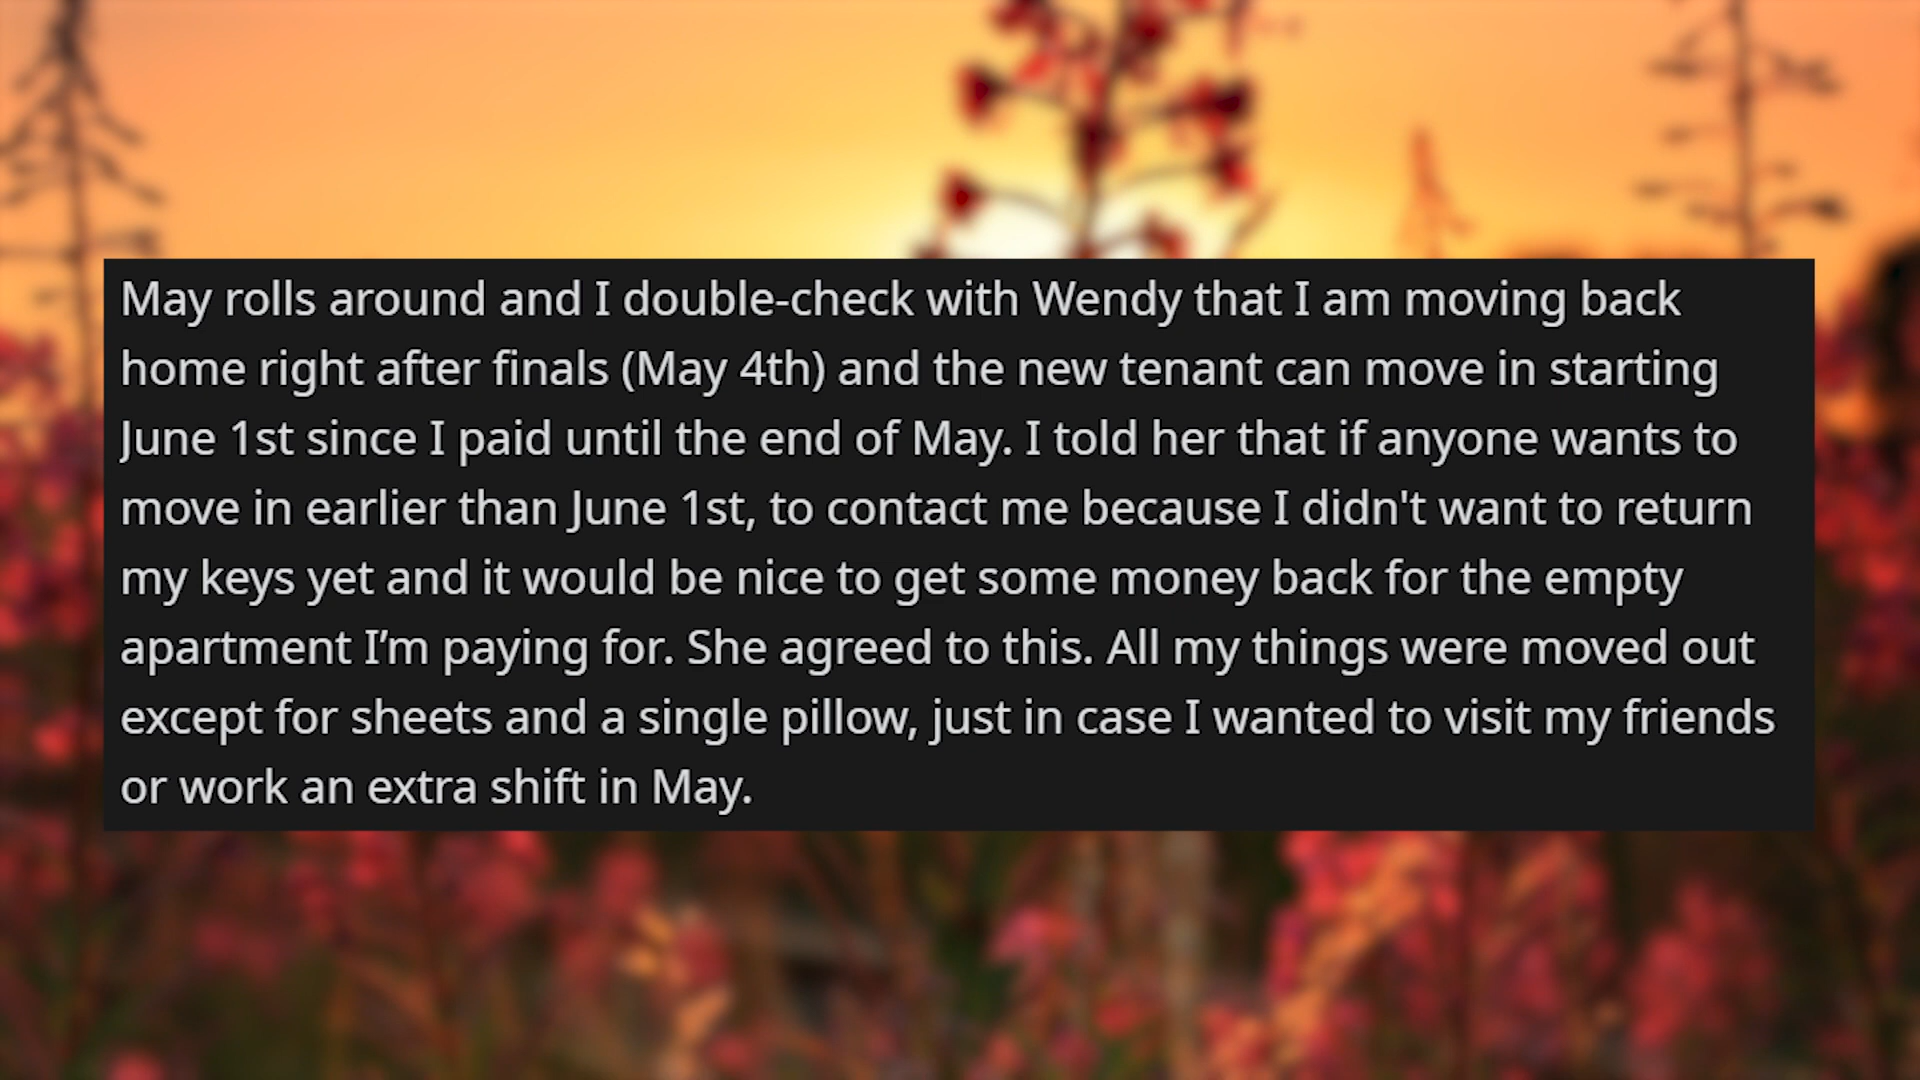 May rolls around and I double-check with Wendy that I am moving back
home right after finals (May 4th) and the new tenant can move in starting
June 1st since I paid until the end of May. I told her that if anyone wants to
move in earlier than June 1st, to contact me because I didn't want to return
my keys yet and it would be nice to get some money back for the empty
apartment I’m paying for. She agreed to this. All my things were moved out
except for sheets and a single pillow, just in case I wanted to visit my friends
or work an extra shift in May.